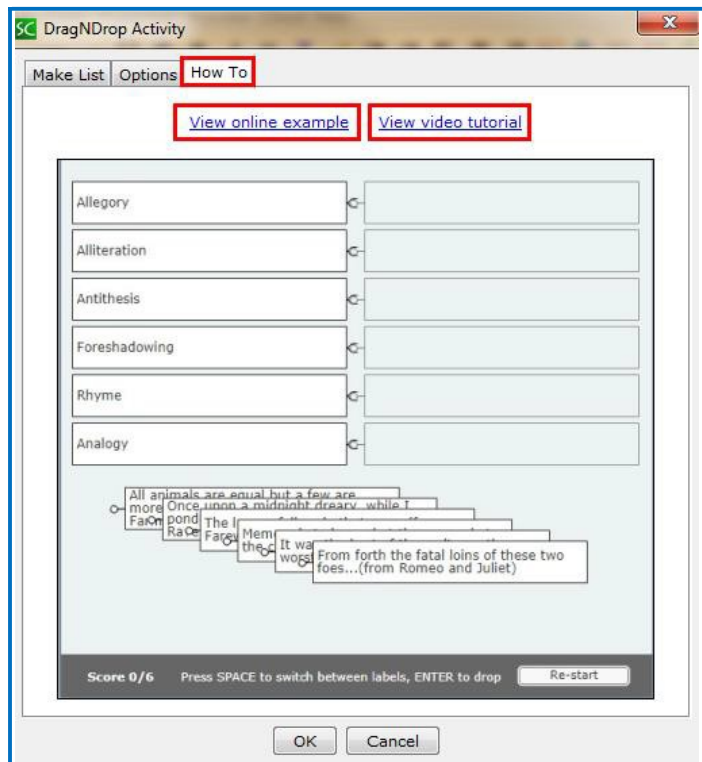 SC DragNDrop Activity
Make List Options How To
View online example View video tutorial
Allegory
Alliteration
Antithesis
Foreshadowing
Rhyme
Analogy
All animals are equal but a few are
more
Once upon a midnight dreary, while I
pond
The l
Mem
the c
It wa
From forth the fatal loins of these two
foes...(from Romeo and Juliet)
Score 0/6 Press SPACE to switch between labels, ENTER to drop Re-start
OK Cancel